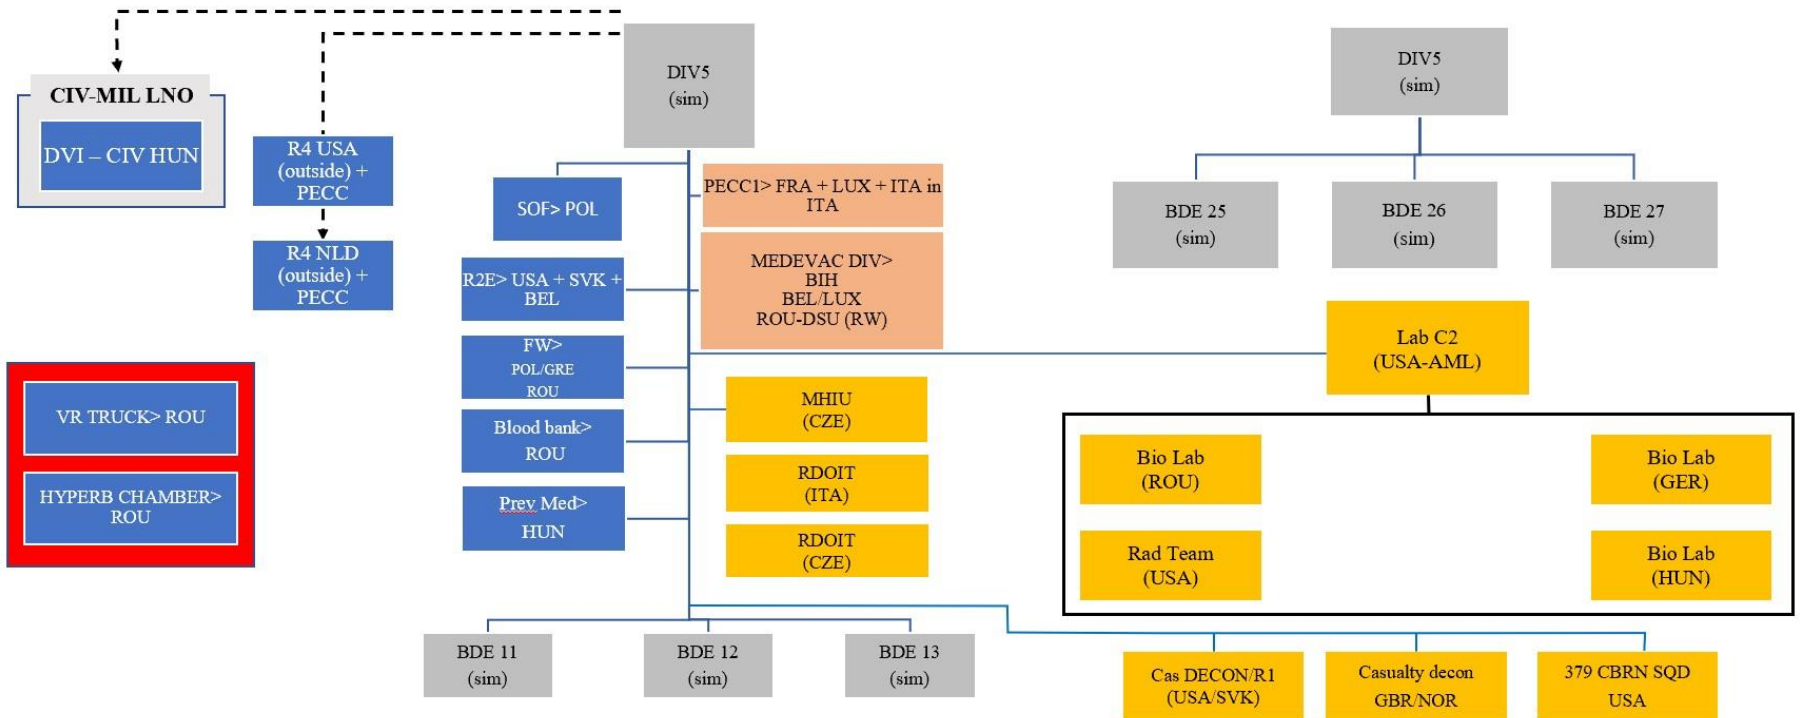 DIV5
(sim)
DIV5
(sim)
CIV-MIL LNO
DVI – CIV HUN
R4 USA
(outside) +
PECC
R4 NLD
(outside) +
PECC
SOF> POL
PECC1> FRA + LUX + ITA in
ITA
R2E> USA + SVK +
BEL
MEDEVAC DIV>
BIH
BEL/LUX
ROU-DSU (RW)
FW>
POL/GRE
ROU
Blood bank>
ROU
Prev Med>
HUN
MHIU
(CZE)
RDOIT
(ITA)
RDOIT
(CZE)
VR TRUCK> ROU
HYPERB CHAMBER>
ROU
BDE 25
(sim)
BDE 26
(sim)
BDE 27
(sim)
Lab C2
(USA-AML)
Bio Lab
(ROU)
Bio Lab
(GER)
Rad Team
(USA)
Bio Lab
(HUN)
BDE 11
(sim)
BDE 12
(sim)
BDE 13
(sim)
Cas DECON/R1
(USA/SVK)
Casualty decon
GBR/NOR
379 CBRN SQD
USA